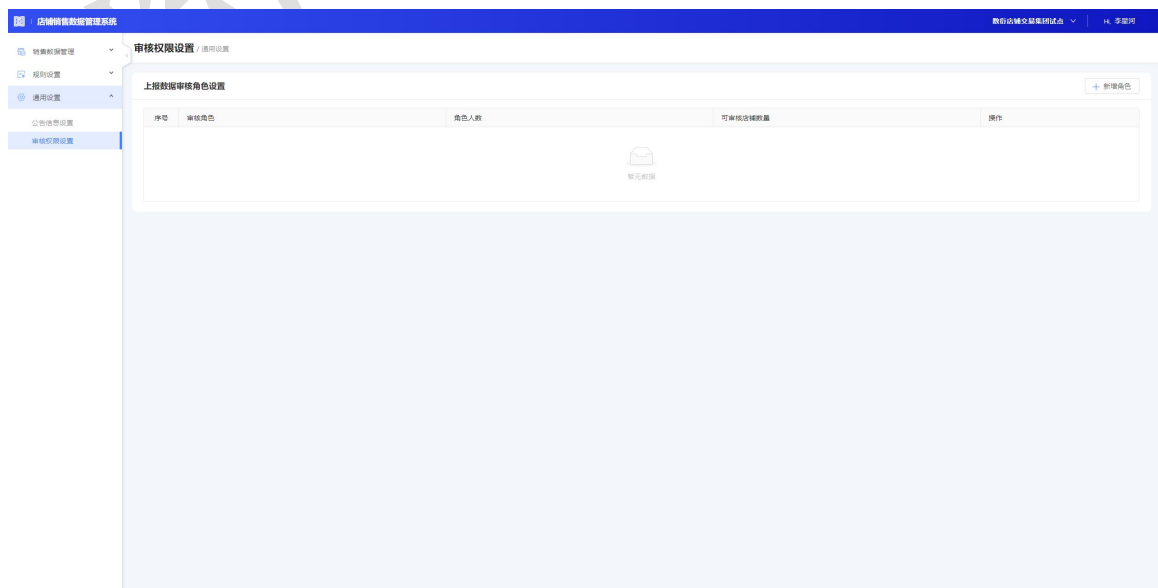 店铺销售数据管理系统
数衍店铺交易集团试点
Hi, 李星河
销售数据管理
规则设置
通用设置
公告信息设置
审核权限设置
审核权限设置 / 通用设置
上报数据审核角色设置
+ 新增角色
序号 审核角色 角色人数 可审核店铺数量 操作
暂无数据